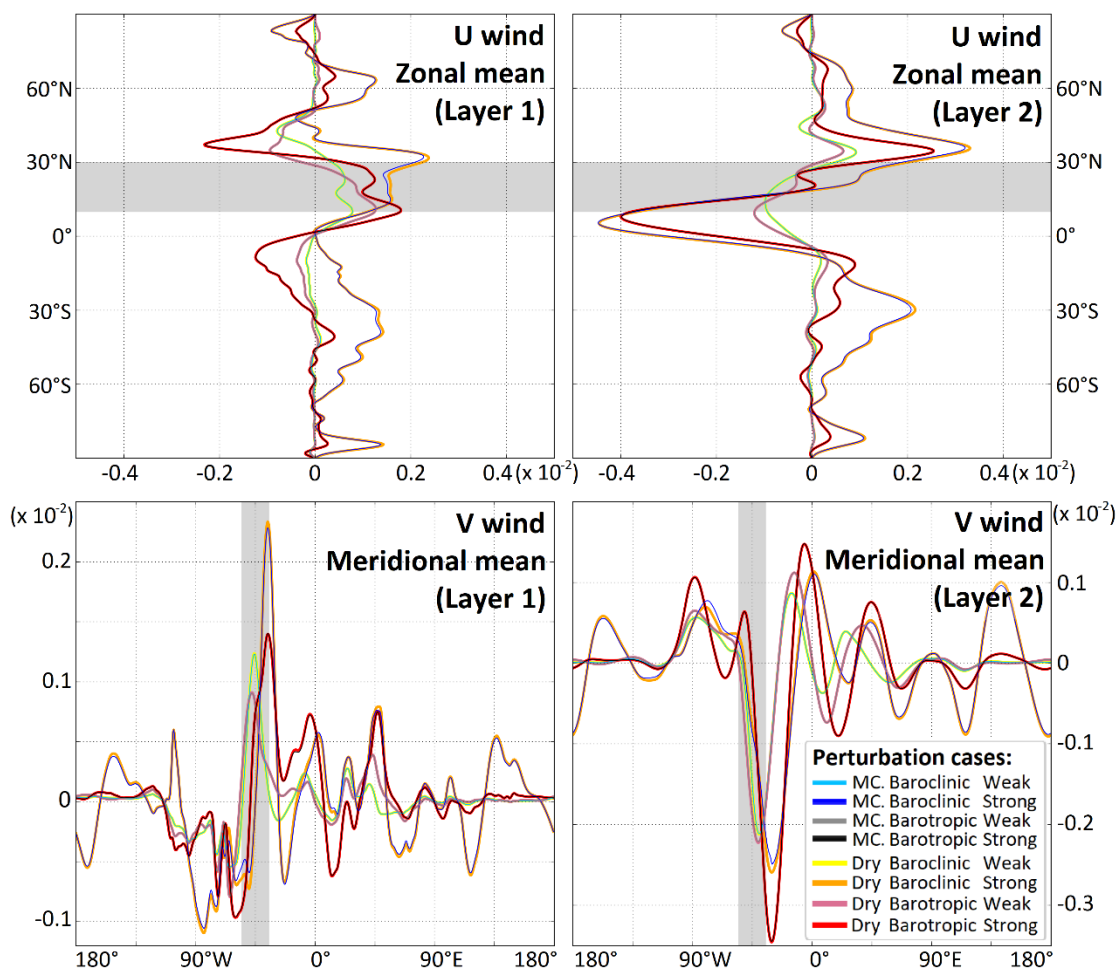 U wind
Zonal mean
(Layer 1)
60°N
30°N
0°
30°S
60°S
-0.4
-0.2
0
0.2
0.4 (x 10⁻²)
U wind
Zonal mean
(Layer 2)
60°N
30°N
0°
30°S
60°S
-0.4
-0.2
0
0.2
0.4 (x 10⁻²)
(x 10⁻²)
V wind
Meridional mean
(Layer 1)
0.2
0.1
0
-0.1
180°
90°W
0°
90°E
180°
(x 10⁻²)
V wind
Meridional mean
(Layer 2)
0.1
0
-0.1
-0.2
-0.3
Perturbation cases:
MC. Baroclinic Weak
MC. Baroclinic Strong
MC. Barotropic Weak
MC. Barotropic Strong
Dry Baroclinic Weak
Dry Baroclinic Strong
Dry Barotropic Weak
Dry Barotropic Strong
180°
90°W
0°
90°E
180°